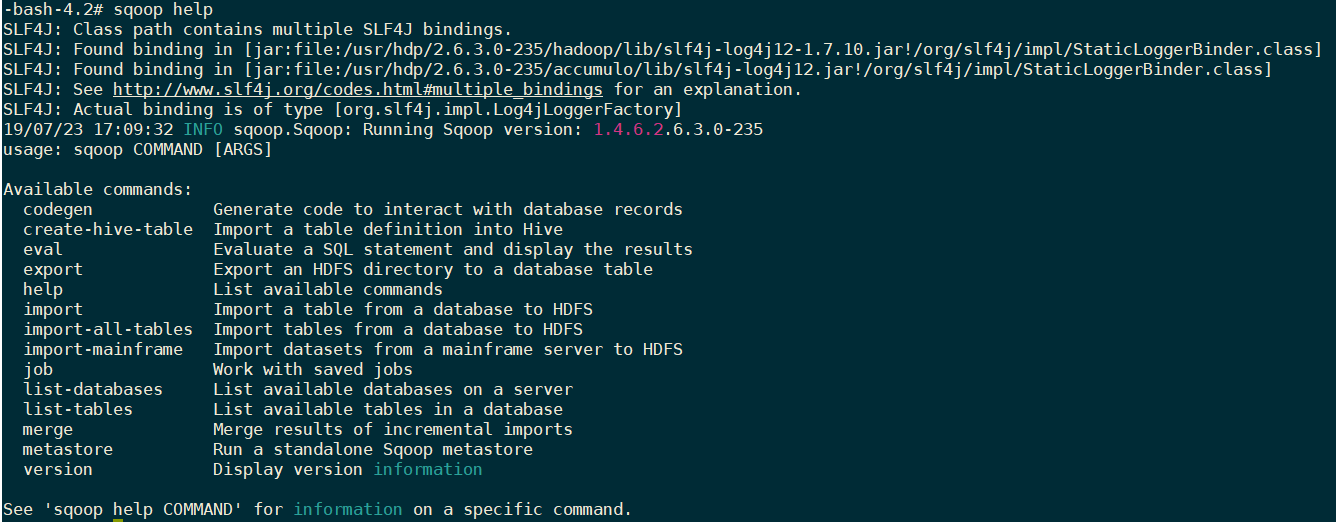 -bash-4.2# sqoop help
SLF4J: Class path contains multiple SLF4J bindings.
SLF4J: Found binding in [jar:file:/usr/hdp/2.6.3.0-235/hadoop/lib/slf4j-log4j12-1.7.10.jar!/org/slf4j/impl/StaticLoggerBinder.class]
SLF4J: Found binding in [jar:file:/usr/hdp/2.6.3.0-235/accumulo/lib/slf4j-log4j12.jar!/org/slf4j/impl/StaticLoggerBinder.class]
SLF4J: See http://www.slf4j.org/codes.html#multiple_bindings for an explanation.
SLF4J: Actual binding is of type [org.slf4j.impl.Log4jLoggerFactory]
19/07/23 17:09:32 INFO sqoop.Sqoop: Running Sqoop version: 1.4.6.2.6.3.0-235
usage: sqoop COMMAND [ARGS]

Available commands:
  codegen            Generate code to interact with database records
  create-hive-table  Import a table definition into Hive
  eval               Evaluate a SQL statement and display the results
  export             Export an HDFS directory to a database table
  help               List available commands
  import             Import a table from a database to HDFS
  import-all-tables  Import tables from a database to HDFS
  import-mainframe   Import datasets from a mainframe server to HDFS
  job                Work with saved jobs
  list-databases     List available databases on a server
  list-tables        List available tables in a database
  merge              Merge results of incremental imports
  metastore          Run a standalone Sqoop metastore
  version            Display version information

See 'sqoop help COMMAND' for information on a specific command.